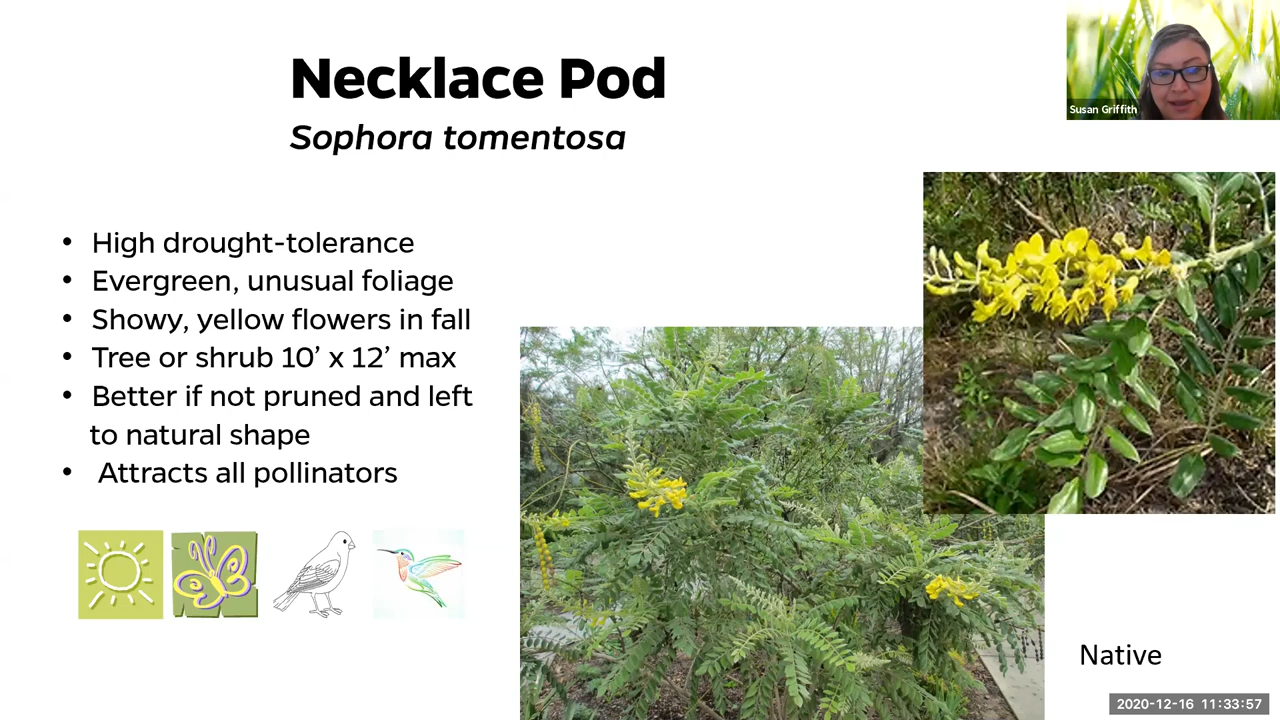 Necklace Pod
Sophora tomentosa
Susan Griffith
• High drought-tolerance
• Evergreen, unusual foliage
• Showy, yellow flowers in fall
• Tree or shrub 10’ x 12’ max
• Better if not pruned and left
to natural shape
• Attracts all pollinators
Native
2020-12-16 11:33:57